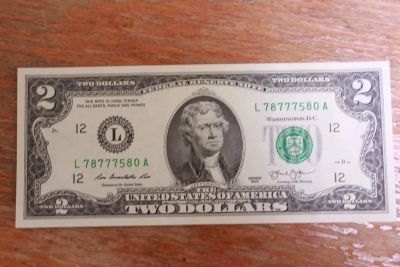 TWO DOLLARS
TWO DOLLARS
FEDERAL RESERVE NOTE
2
2
THIS NOTE IS LEGAL TENDER
FOR ALL DEBTS, PUBLIC AND PRIVATE
L 78777580 A
WASHINGTON, D.C.
12
L
12
L 78777580 A
12
12
SERIES
THE UNITED STATES OF AMERICA
2
TWO DOLLARS
2